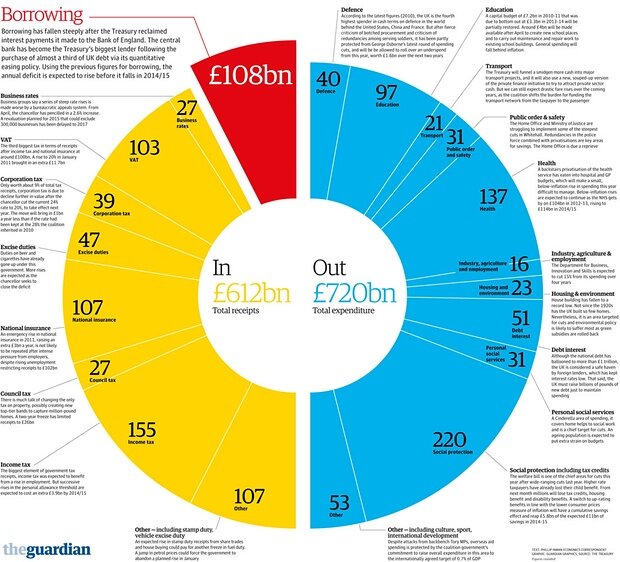 Borrowing
Borrowing has fallen steeply after the Treasury reclaimed
interest payments it made to the Bank of England. The central
bank has become the Treasury's biggest lender following the
purchase of almost a third of UK debt via its quantitative
easing policy. Using the previous figures for borrowing, the
annual deficit is expected to rise before it falls in 2014/15
£108bn
Business rates
Business groups say a series of steep rate rises is
made worse by a bureaucratic appeals system. From
April, the chancellor has pencilled in a 2.6% increase.
A revaluation planned for 2015 that could include
300,000 businesses has been delayed to 2017
VAT
The third biggest tax in terms of receipts
after income tax and national insurance at
around £100bn. A rise to 20% in January
2011 brought in an extra £11.7bn
Corporation tax
Only worth about 9% of total tax
receipts, corporation tax is due to
decline further in value after the
chancellor cut the current 24%
rate to 20%, to take effect next
year. The move will bring in £1bn
a year less than if the rate had
been kept at the 28% the coalition
inherited in 2010
Excise duties
Duties on beer and
cigarettes have already
gone up under this
government. More rises
are expected as the
chancellor seeks to
close the deficit
National insurance
An emergency rise in
national insurance in
2011, raising an
extra £3bn a year, is not likely
to be repeated after intense
pressure from employers,
despite rising unemployment
restricting receipts to £102bn
Council tax
There is much talk of changing the only
tax on property, possibly creating new
top-tier bands to capture million-pound
homes. A two-year freeze has limited
receipts to £26bn
Income tax
The biggest element of government tax
receipts, income tax was expected to benefit
from a rise in employment. But successive
rises in the personal allowance threshold are
expected to cost an extra £3.9bn by 2014/15
Other – including stamp duty,
vehicle excise duty
An expected rise in stamp duty receipts from share trades
and house buying could pay for another freeze in fuel duty.
A jump in petrol prices could force the government to
abandon a planned rise in January
27
Business
rates
103
VAT
39
Corporation tax
47
Excise duties
107
National insurance
27
Council tax
155
Income tax
107
Other
In
£612bn
Total receipts
Out
£720bn
Total expenditure
40
Defence
97
Education
21
Transport
31
Public order
and safety
137
Health
Industry, agriculture
and employment
16
Housing and
environment
23
51
Debt
interest
Personal
social
services
31
220
Social protection
53
Other
Defence
According to the latest figures (2010), the UK is the fourth
highest spender in cash terms on defence in the world
behind the United States, China and France. But after fierce
criticism of botched procurement and criticism of
redundancies among serving soldiers, it has been partly
protected from George Osborne's latest round of spending
cuts, and will be allowed to roll over an underspend
from this year, worth £1.6bn over the next two years
Education
A capital budget of £7.2bn in 2010-11 that was
due to bottom out at £3.3bn in 2013-14 will be
partially restored. Around £4bn will be made
available after April to create new school places
and to carry out maintenance and repair work to
existing school buildings. General spending will
fall behind inflation
Transport
The Treasury will funnel a smidgen more cash into major
transport projects, and it will also use a new, souped-up version
of the private finance initiative to try to attract private sector
cash. But we can still expect drastic fare rises over the coming
years, as the coalition shifts the burden for funding the
transport network from the taxpayer to the passenger
Public order & safety
The Home Office and Ministry of Justice are
struggling to implement some of the steepest
cuts in Whitehall. Redundancies in the police
force combined with privatisations are key areas
for savings. The Home Office is due a reprieve
Health
A backstairs privatisation of the health
service has eaten into hospital and GP
budgets, which will make a small,
below-inflation rise in spending this year
difficult to manage. Below-inflation rises
are expected to continue as the NHS gets
by on £108bn in 2012-13, rising to
£114bn in 2014/15
Industry, agriculture &
employment
The Department for Business,
Innovation and Skills is expected
to cut 15% from its spending over
four years
Housing & environment
House building has fallen to a
record low. Not since the 1920s
has the UK built so few homes.
Nevertheless, it is an area targeted
for cuts and environmental policy
is likely to suffer most as green
subsidies are rolled back
Debt interest
Although the national debt has
ballooned to more than £1 trillion,
the UK is considered a safe haven
by foreign lenders, which has kept
interest rates low. That said, the
UK must raise billions of pounds of
new debt just to maintain
spending
Personal social services
A Cinderella area of spending, it
covers home helps to social work
and is a chief target for cuts. An
ageing population is expected to
put extra strain on budgets
Social protection including tax credits
The welfare bill is one of the chief areas for cuts this
year after wide-ranging cuts last year. Higher rate
taxpayers have already lost their child benefit. From
next month millions will lose tax credits, housing
benefit and disability benefits. A switch to up-rating
benefits in line with the lower consumer prices
measure of inflation will have an increasing effect
and reap £5.8bn of the expected £11bn of
savings in 2014-15
Other – including culture, sport,
international development
Despite attacks from backbench Tory MPs, overseas aid
spending is protected by the coalition government's
commitment to raise overall expenditure in this area to
the internationally agreed target of 0.7% of GDP
theguardian
TEXT: PHILLIP INMAN ECONOMICS CORRESPONDENT
GRAPHIC: GUARDIAN GRAPHICS, SOURCE: THE TREASURY
Figures rounded